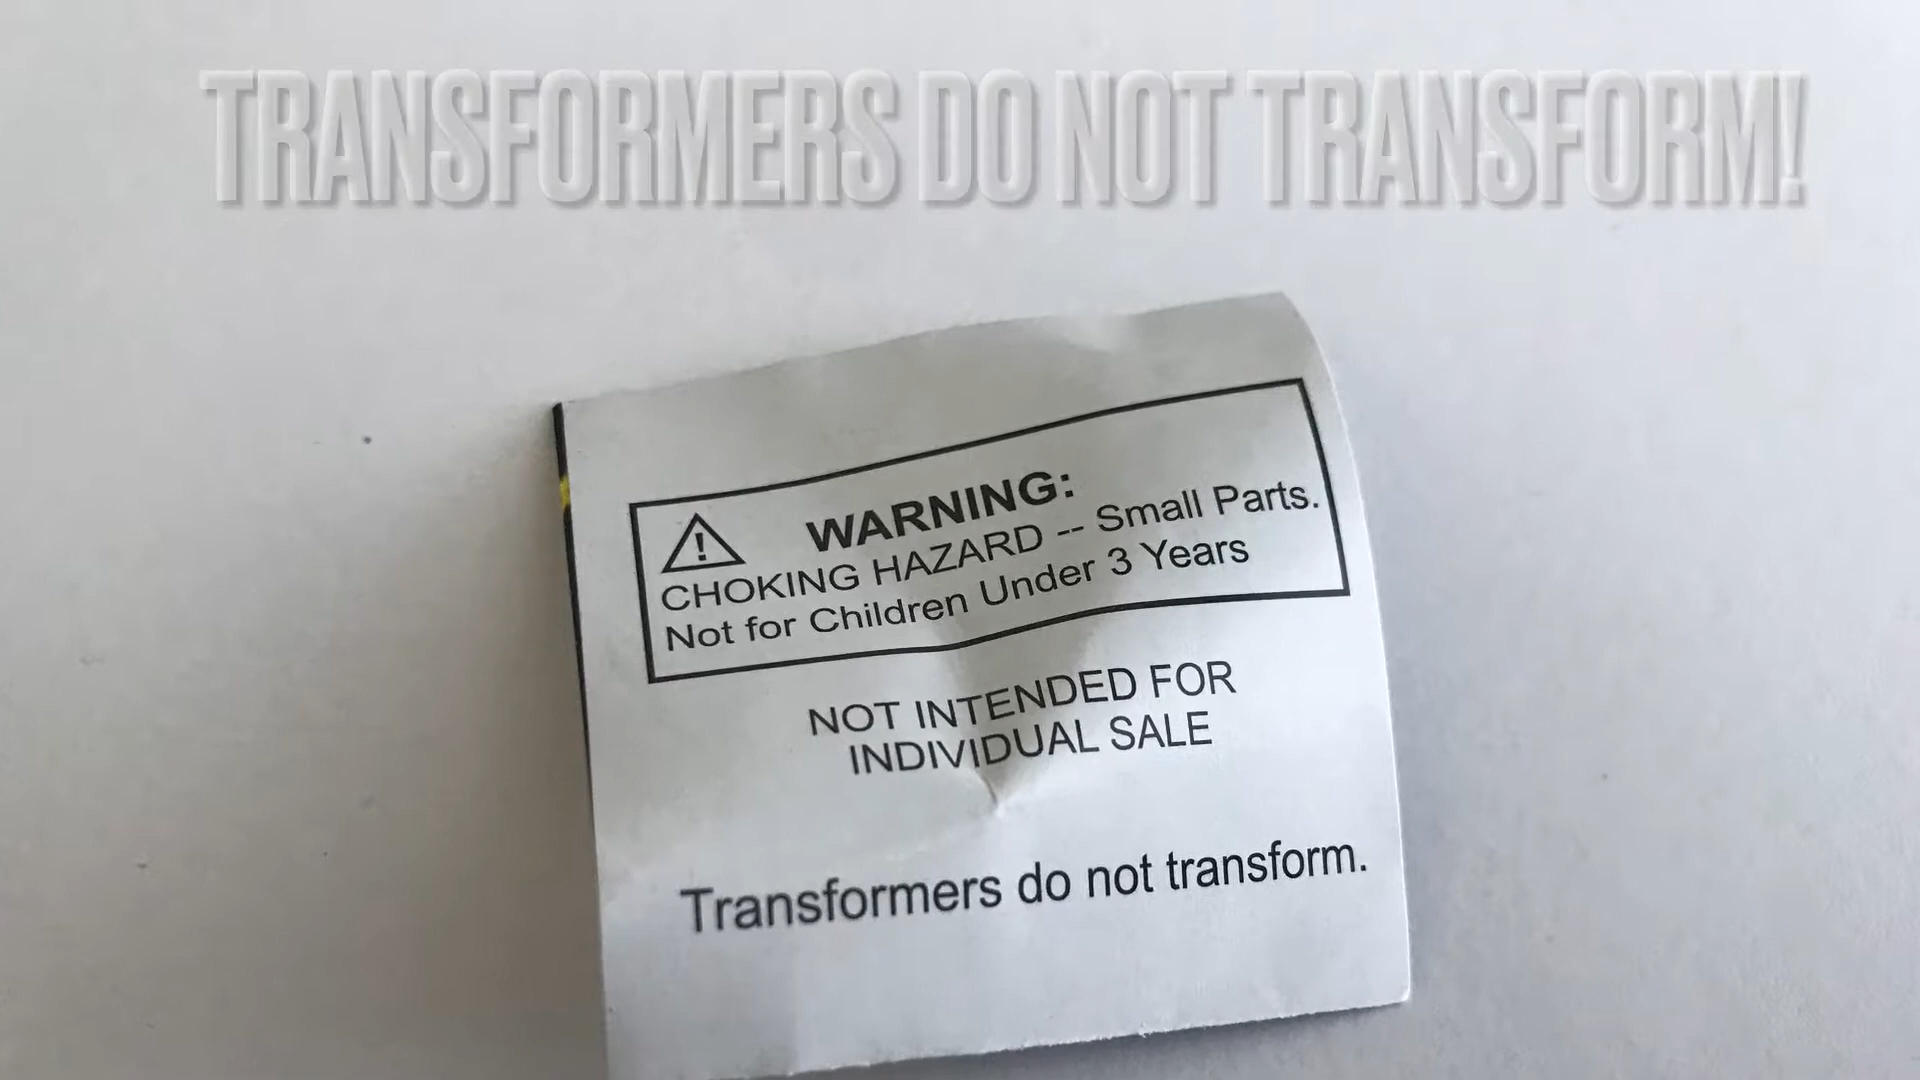 TRANSFORMERS DO NOT TRANSFORM!
WARNING:
CHOKING HAZARD -- Small Parts.
Not for Children Under 3 Years
NOT INTENDED FOR
INDIVIDUAL SALE
Transformers do not transform.